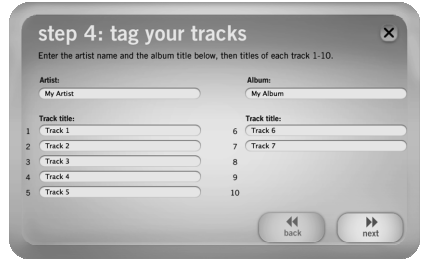 step 4: tag your tracks
Enter the artist name and the album title below, then titles of each track 1-10.
Artist:
My Artist
Album:
My Album
Track title:
1 Track 1
2 Track 2
3 Track 3
4 Track 4
5 Track 5
Track title:
6 Track 6
7 Track 7
8
9
10
back
next